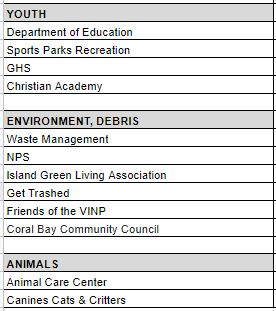 YOUTH
Department of Education
Sports Parks Recreation
GHS
Christian Academy
ENVIRONMENT, DEBRIS
Waste Management
NPS
Island Green Living Association
Get Trashed
Friends of the VINP
Coral Bay Community Council
ANIMALS
Animal Care Center
Canines Cats & Critters